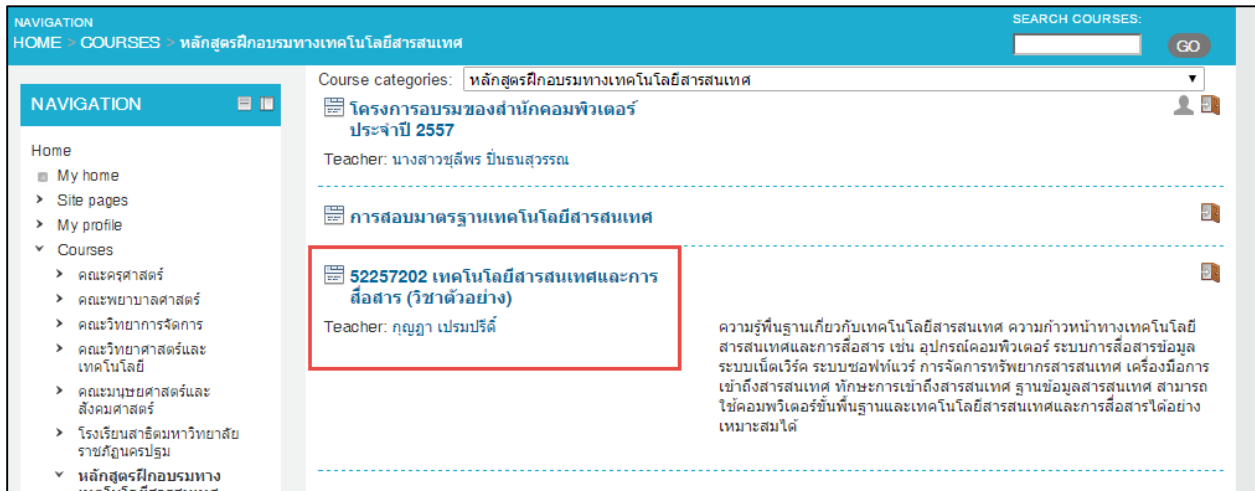 NAVIGATION
SEARCH COURSES:
HOME > COURSES > หลักสูตรฝึกอบรมทางเทคโนโลยีสารสนเทศ
GO
NAVIGATION
Home
My home
Site pages
My profile
Courses
คณะครุศาสตร์
คณะพยาบาลศาสตร์
คณะวิทยาการจัดการ
คณะวิทยาศาสตร์และ
เทคโนโลยี
คณะมนุษยศาสตร์และ
สังคมศาสตร์
โรงเรียนสาธิตมหาวิทยาลัย
ราชภัฏนครปฐม
หลักสูตรฝึกอบรมทาง
เทคโนโลยีสารสนเทศ
Course categories: หลักสูตรฝึกอบรมทางเทคโนโลยีสารสนเทศ
โครงการอบรมของสำนักคอมพิวเตอร์
ประจำปี 2557
Teacher: นางสาวชุลีพร ปิ่นธนสุวรรณ
การสอบมาตรฐานเทคโนโลยีสารสนเทศ
52257202 เทคโนโลยีสารสนเทศและการ
สื่อสาร (วิชาตัวอย่าง)
Teacher: กุญฏา เปรมปรีดิ์
ความรู้พื้นฐานเกี่ยวกับเทคโนโลยีสารสนเทศ ความก้าวหน้าทางเทคโนโลยี
สารสนเทศและการสื่อสาร เช่น อุปกรณ์คอมพิวเตอร์ ระบบการสื่อสารข้อมูล
ระบบเน็ตเวิร์ค ระบบซอฟท์แวร์ การจัดการทรัพยากรสารสนเทศ เครื่องมือการ
เข้าถึงสารสนเทศ ทักษะการเข้าถึงสารสนเทศ ฐานข้อมูลสารสนเทศ สามารถ
ใช้คอมพวิเตอร์ขั้นพื้นฐานและเทคโนโลยีสารสนเทศและการสื่อสารได้อย่าง
เหมาะสมได้